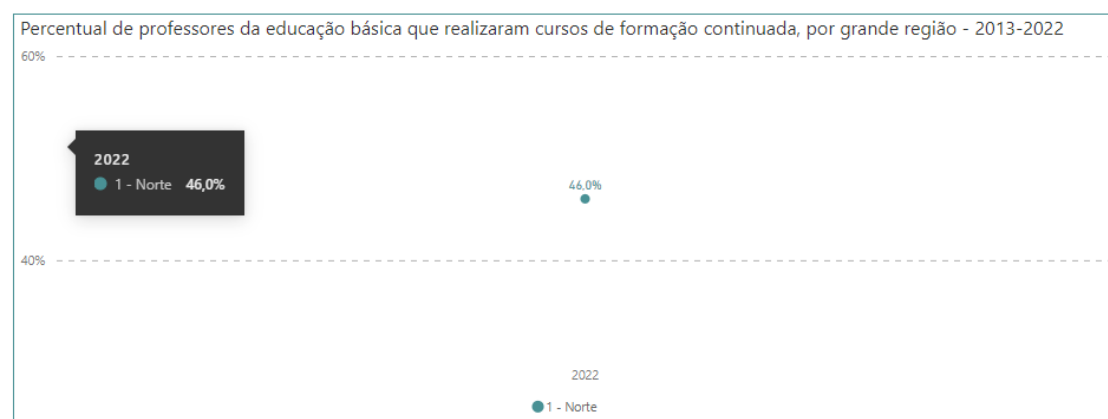 Percentual de professores da educação básica que realizaram cursos de formação continuada, por grande região - 2013-2022
60%
2022
1 - Norte 46,0%
46,0%
40%
2022
1 - Norte